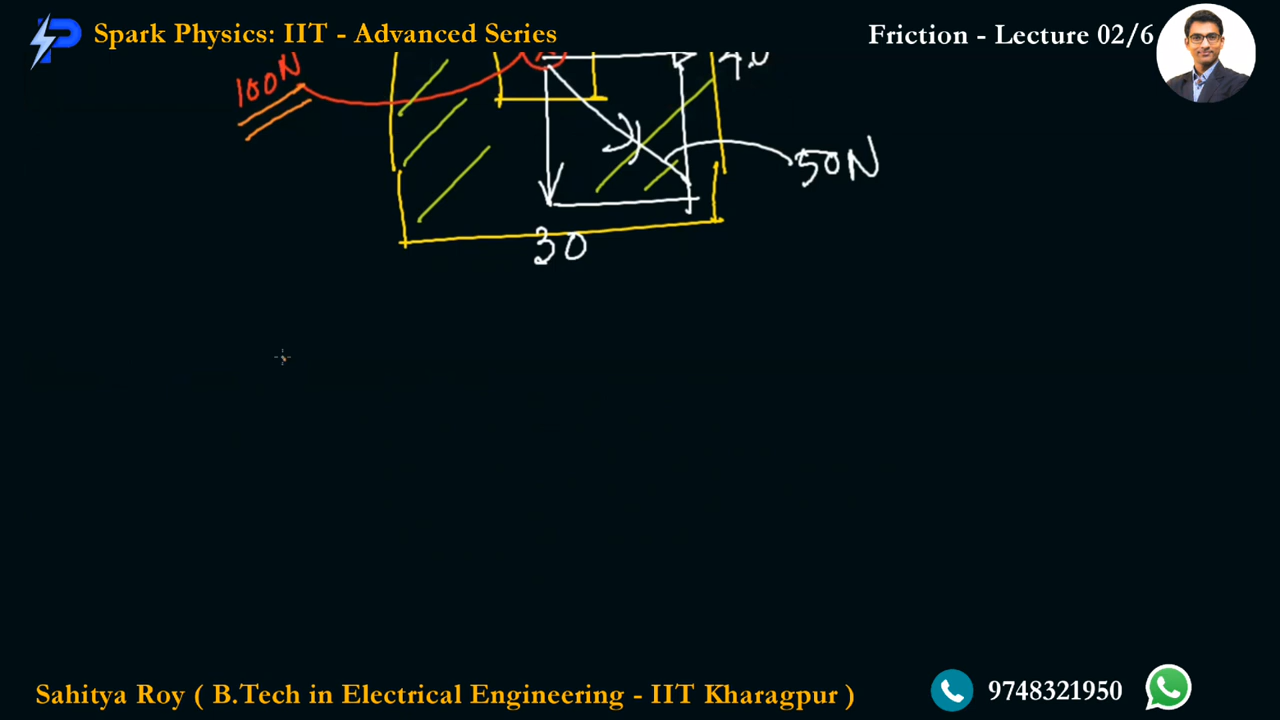 Spark Physics: IIT - Advanced Series
Friction - Lecture 02/6
100N
50N
30
Sahitya Roy ( B.Tech in Electrical Engineering - IIT Kharagpur )
9748321950